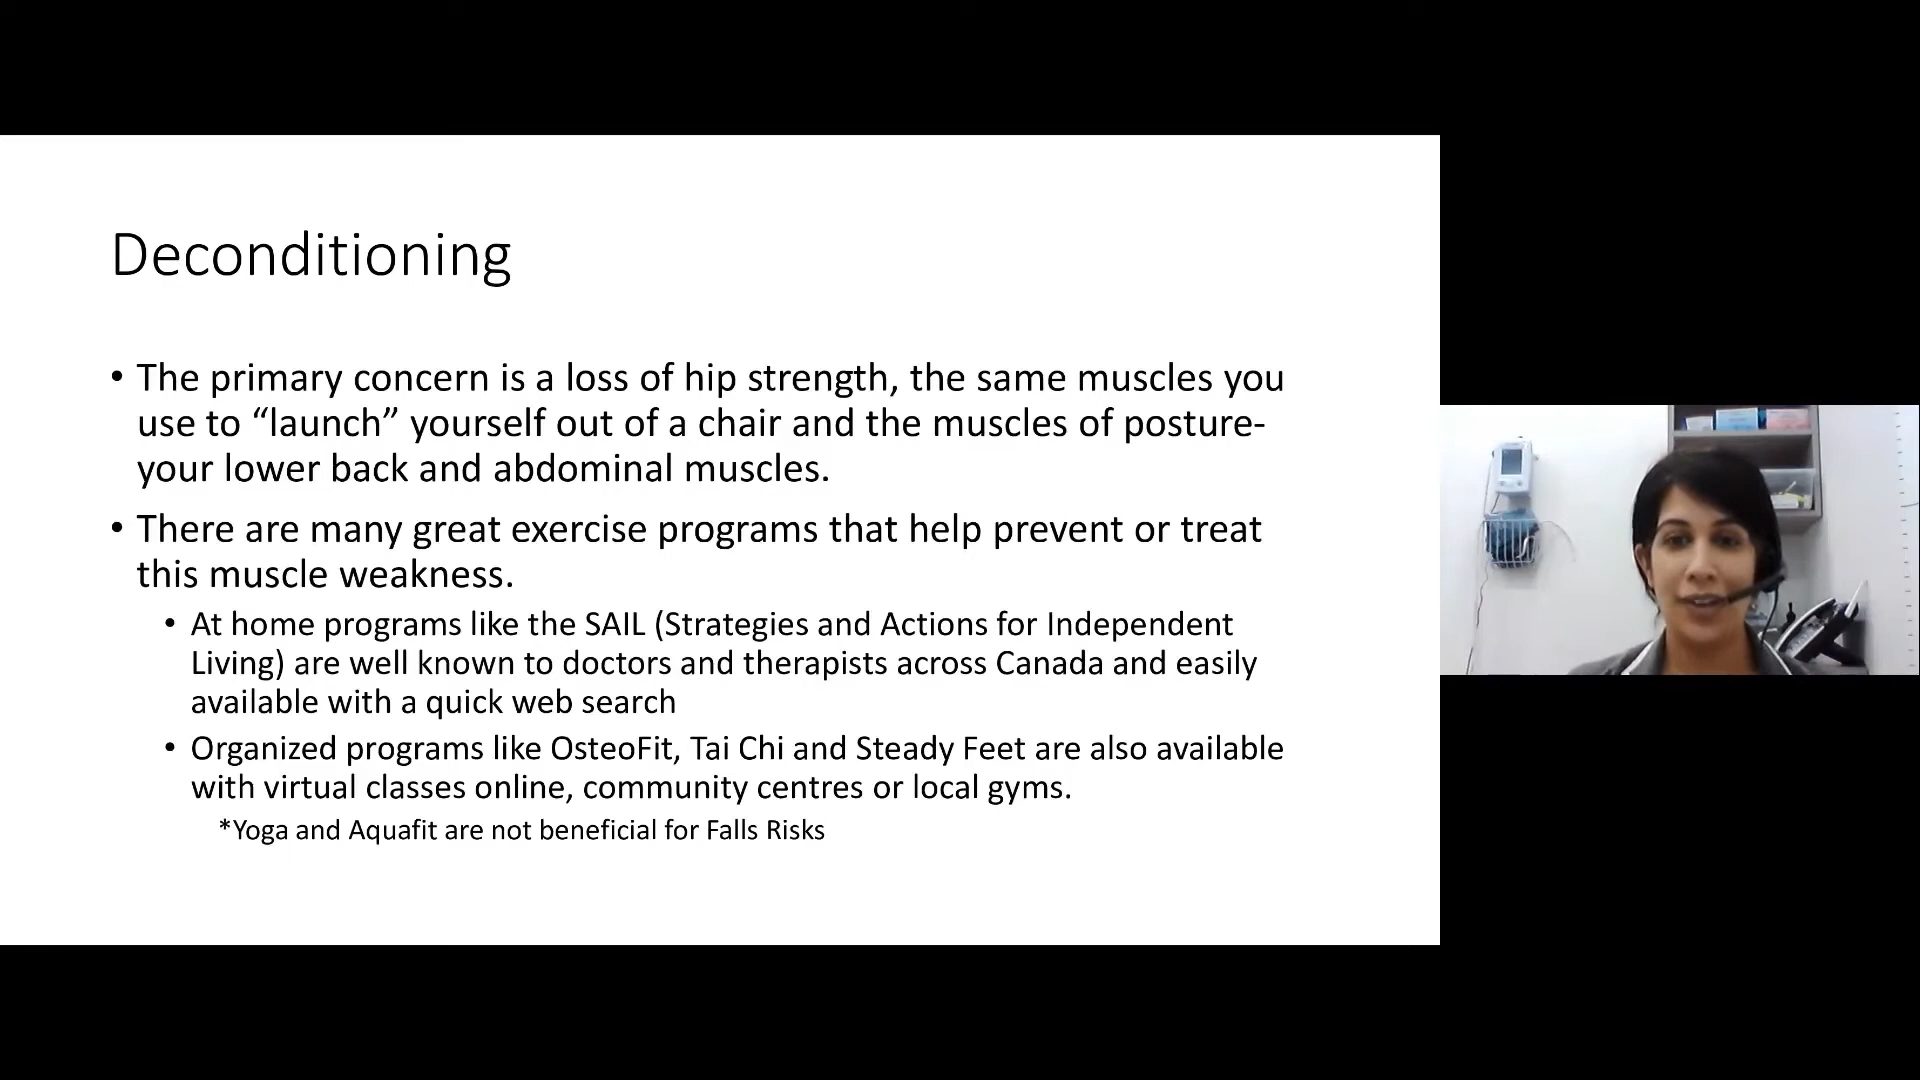 Deconditioning
• The primary concern is a loss of hip strength, the same muscles you
use to “launch” yourself out of a chair and the muscles of posture-
your lower back and abdominal muscles.
• There are many great exercise programs that help prevent or treat
this muscle weakness.
• At home programs like the SAIL (Strategies and Actions for Independent
Living) are well known to doctors and therapists across Canada and easily
available with a quick web search
• Organized programs like OsteoFit, Tai Chi and Steady Feet are also available
with virtual classes online, community centres or local gyms.
*Yoga and Aquafit are not beneficial for Falls Risks